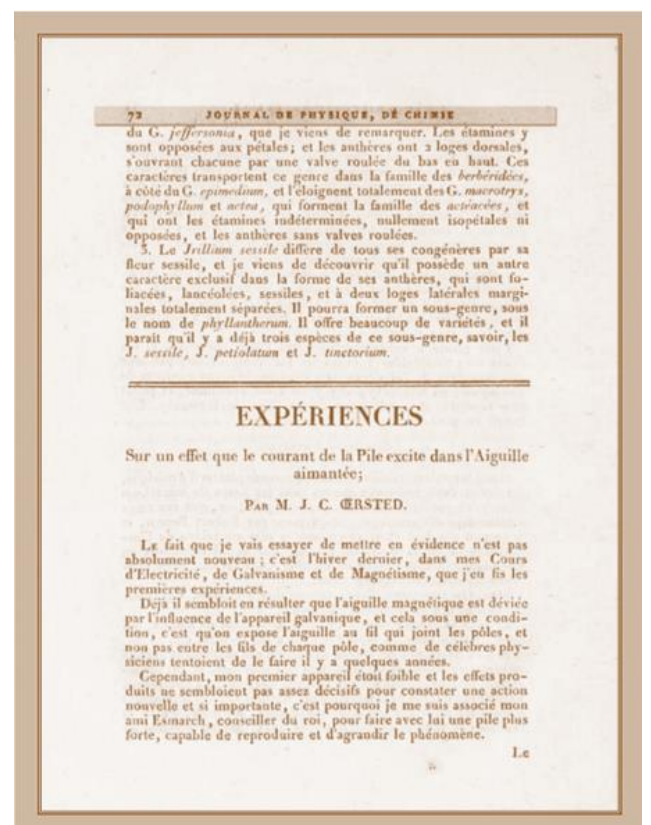 72 JOURNAL DE PHYSIQUE, DE CHIMIE
du G. jeffersonia, que je viens de remarquer. Les étamines y
sont opposées aux pétales; et les anthères ont 2 loges dorsales,
s'ouvrant chacune par une valve roulée du bas en haut. Ces
caractères transportent ce genre dans la famille des berbéridées,
à côté du G. epimedium, et l'éloignent totalement des G. macrotrys,
podophyllum et actea, qui forment la famille des actéacées, et
qui ont les étamines indéterminées, nullement isopétales ni
opposées, et les anthères sans valves roulées.
3. Le Jrillium sessile diffère de tous ses congénères par sa
fleur sessile, et je viens de découvrir qu'il possède un autre
caractère exclusif dans la forme de ses anthères, qui sont fo-
liacées, lancéolées, sessiles, et à deux loges latérales margi-
nales totalement séparées. Il pourra former un sous-genre, sous
le nom de phyllantherum. Il offre beaucoup de variétés, et il
paraît qu'il y a déjà trois espèces de ce sous-genre, savoir, les
J. sessile, J. petiolatum et J. tinctorium.
EXPÉRIENCES
Sur un effet que le courant de la Pile excite dans l'Aiguille
aimantée;
PAR M. J. C. ŒRSTED.
LE fait que je vais essayer de mettre en évidence n'est pas
absolument nouveau; c'est l'hiver dernier, dans mes Cours
d'Electricité, de Galvanisme et de Magnétisme, que j'en fis les
premières expériences.
Déjà il sembloit en résulter que l'aiguille magnétique est déviée
par l'influence de l'appareil galvanique, et cela sous une condi-
tion, c'est qu'on expose l'aiguille au fil qui joint les pôles, et
non pas entre les fils de chaque pôle, comme de célèbres phy-
siciens tentoient de le faire il y a quelques années.
Cependant, mon premier appareil étoit foible et les effets pro-
duits ne sembloient pas assez décisifs pour constater une action
nouvelle et si importante, c'est pourquoi je me suis associé mon
ami Esmarch, conseiller du roi, pour faire avec lui une pile plus
forte, capable de reproduire et d'agrandir le phénomène.
Le